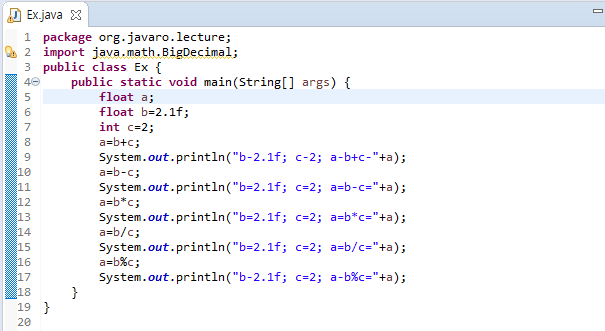 Ex.java
1 package org.javaro.lecture;
2 import java.math.BigDecimal;
3 public class Ex {
4 public static void main(String[] args) {
5 float a;
6 float b=2.1f;
7 int c=2;
8 a=b+c;
9 System.out.println("b-2.1f; c-2; a-b+c-"+a);
10 a=b-c;
11 System.out.println("b=2.1f; c=2; a=b-c="+a);
12 a=b*c;
13 System.out.println("b=2.1f; c=2; a=b*c="+a);
14 a=b/c;
15 System.out.println("b=2.1f; c=2; a=b/c="+a);
16 a=b%c;
17 System.out.println("b=2.1f; c=2; a-b%c="+a);
18 }
19 }
20